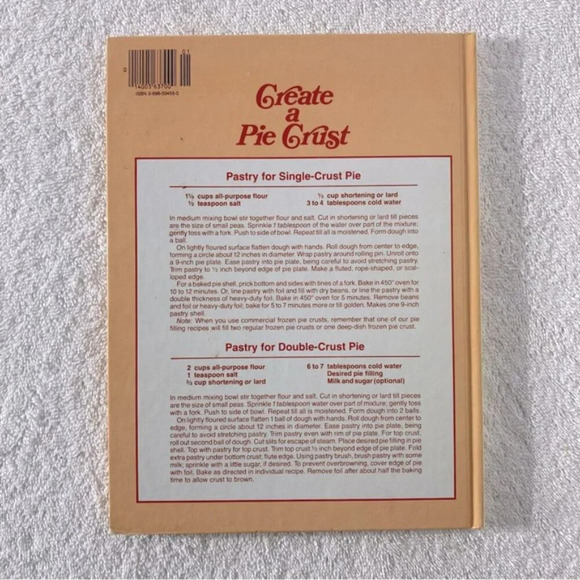 01
0
14003"63700
ISBN 0-696-00455-0
Create
a
Pie Crust
Pastry for Single-Crust Pie
1¼ cups all-purpose flour
½ teaspoon salt
⅓ cup shortening or lard
3 to 4 tablespoons cold water
In medium mixing bowl stir together flour and salt. Cut in shortening or lard till pieces
are the size of small peas. Sprinkle 1 tablespoon of the water over part of the mixture;
gently toss with a fork. Push to side of bowl. Repeat till all is moistened. Form dough into
a ball.
On lightly floured surface flatten dough with hands. Roll dough from center to edge,
forming a circle about 12 inches in diameter. Wrap pastry around rolling pin. Unroll onto
a 9-inch pie plate. Ease pastry into pie plate, being careful to avoid stretching pastry.
Trim pastry to ½ inch beyond edge of pie plate. Make a fluted, rope-shaped, or scal-
loped edge.
For a baked pie shell, prick bottom and sides with tines of a fork. Bake in 450° oven for
10 to 12 minutes. Or, line pastry with foil and fill with dry beans, or line the pastry with a
double thickness of heavy-duty foil. Bake in 450° oven for 5 minutes. Remove beans
and foil or heavy-duty foil; bake for 5 to 7 minutes more or till golden. Makes one 9-inch
pastry shell.
Note: When you use commercial frozen pie crusts, remember that one of our pie
filling recipes will fill two regular frozen pie crusts or one deep-dish frozen pie crust.
Pastry for Double-Crust Pie
2 cups all-purpose flour
1 teaspoon salt
⅔ cup shortening or lard
6 to 7 tablespoons cold water
Desired pie filling
Milk and sugar (optional)
In medium mixing bowl stir together flour and salt. Cut in shortening or lard till pieces
are the size of small peas. Sprinkle 1 tablespoon water over part of mixture; gently toss
with a fork. Push to side of bowl. Repeat till all is moistened. Form dough into 2 balls.
On lightly floured surface flatten 1 ball of dough with hands. Roll dough from center to
edge, forming a circle about 12 inches in diameter. Ease pastry into pie plate, being
careful to avoid stretching pastry. Trim pastry even with rim of pie plate. For top crust,
roll out second ball of dough. Cut slits for escape of steam. Place desired pie filling in pie
shell. Top with pastry for top crust. Trim top crust ½ inch beyond edge of pie plate. Fold
extra pastry under bottom crust; flute edge. Using pastry brush, brush pastry with some
milk; sprinkle with a little sugar, if desired. To prevent overbrowning, cover edge of pie
with foil. Bake as directed in individual recipe. Remove foil after about half the baking
time to allow crust to brown.